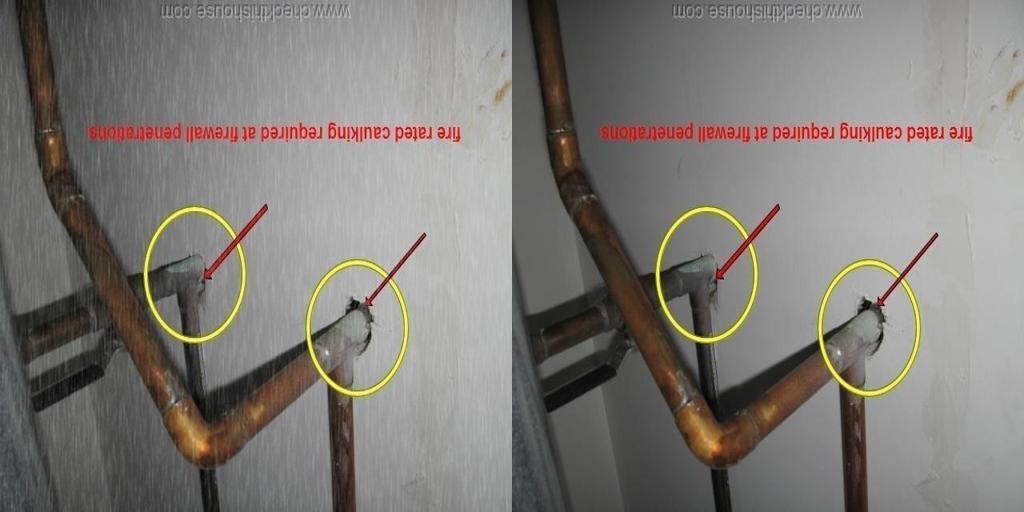 fire rated caulking required at firewall penetrations
www.checkthishouse.com
fire rated caulking required at firewall penetrations
www.checkthishouse.com